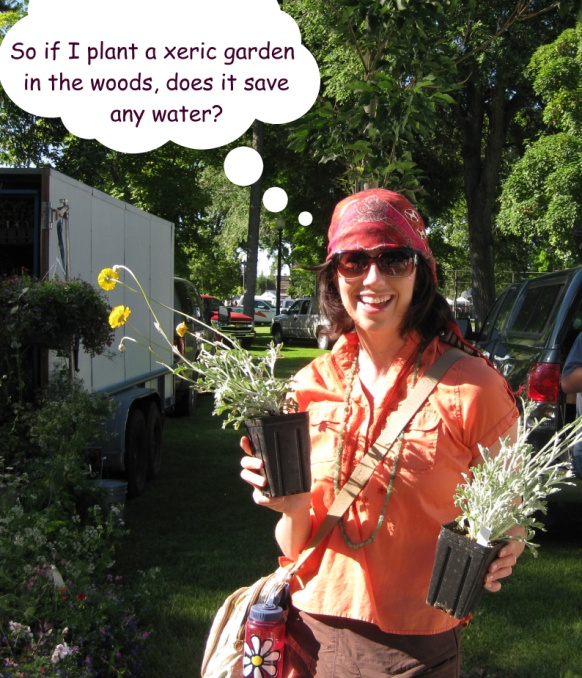 So if I plant a xeric garden
in the woods, does it save
any water?